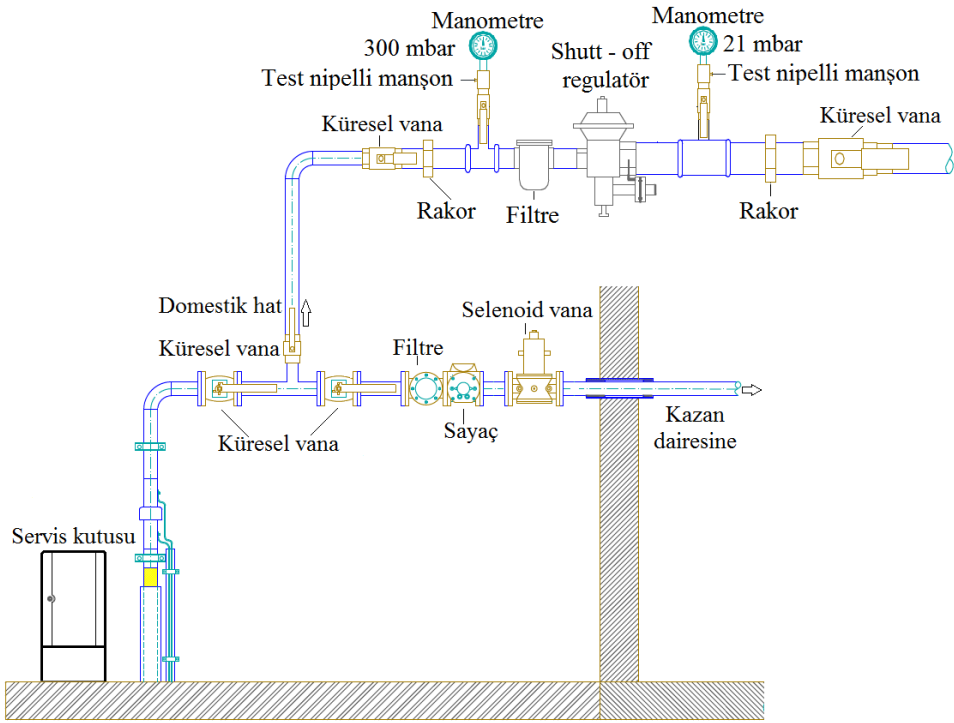 Manometre
300 mbar
Test nipelli manşon
Shutt - off
regulatör
Manometre
21 mbar
Test nipelli manşon
Küresel vana
Küresel vana
Rakor
Filtre
Rakor
Domestik hat
Küresel vana
Filtre
Selenoid vana
Küresel vana
Sayaç
Kazan
dairesine
Servis kutusu